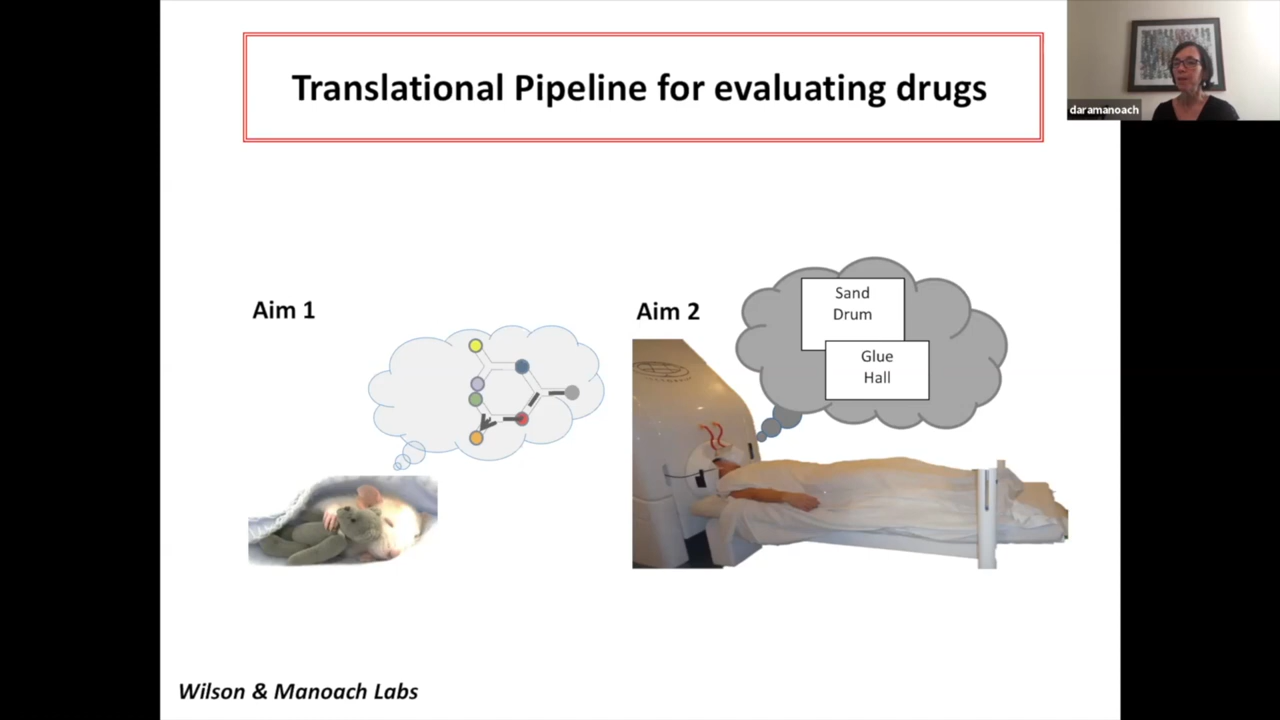 Translational Pipeline for evaluating drugs
daramanoach
Aim 1
Aim 2
Sand
Drum
Glue
Hall
Wilson & Manoach Labs